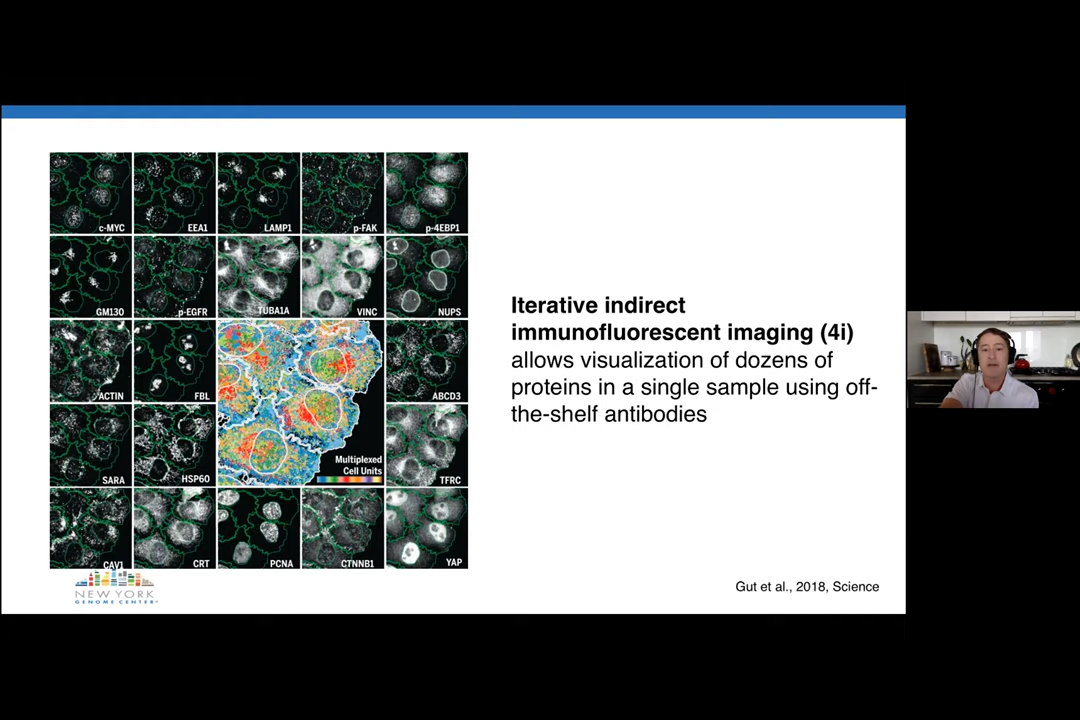 c-MYC
EEA1
LAMP1
p-FAK
p-4EBP1
GM130
p-EGFR
TUBA1A
VINC
NUPS
ACTIN
FBL
ABCD3
SARA
HSP60
Multiplexed
Cell Units
TFRC
CAV1
CRT
PCNA
CTNNB1
YAP
Iterative indirect
immunofluorescent imaging (4i)
allows visualization of dozens of
proteins in a single sample using off-
the-shelf antibodies
NEW YORK
GENOME CENTER
Gut et al., 2018, Science